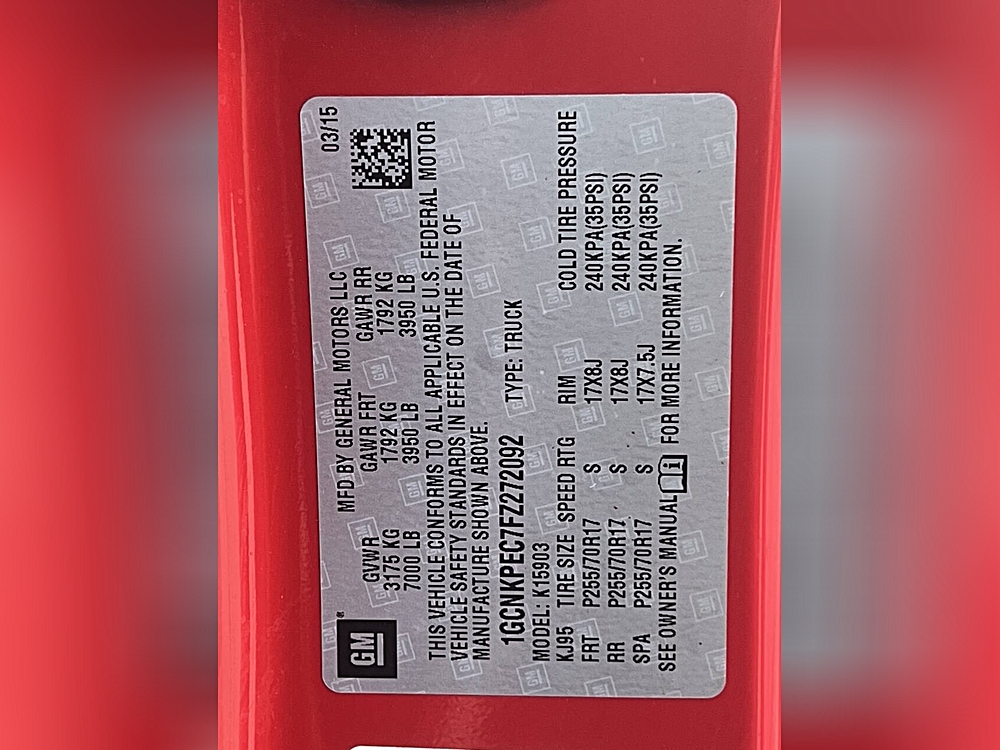 GM
03/15
MFD BY GENERAL MOTORS LLC
GVWR GAWR FRT GAWR RR
3175 KG 1792 KG 1792 KG
7000 LB 3950 LB 3950 LB
THIS VEHICLE CONFORMS TO ALL APPLICABLE U.S. FEDERAL MOTOR
VEHICLE SAFETY STANDARDS IN EFFECT ON THE DATE OF
MANUFACTURE SHOWN ABOVE.
1GCNKPEC7FZ272092 TYPE: TRUCK
MODEL: K15903
KJ95 TIRE SIZE SPEED RTG RIM COLD TIRE PRESSURE
FRT P255/70R17 S 17X8J 240KPA(35PSI)
RR P255/70R17 S 17X8J 240KPA(35PSI)
SPA P255/70R17 S 17X7.5J 240KPA(35PSI)
SEE OWNER'S MANUAL FOR MORE INFORMATION.